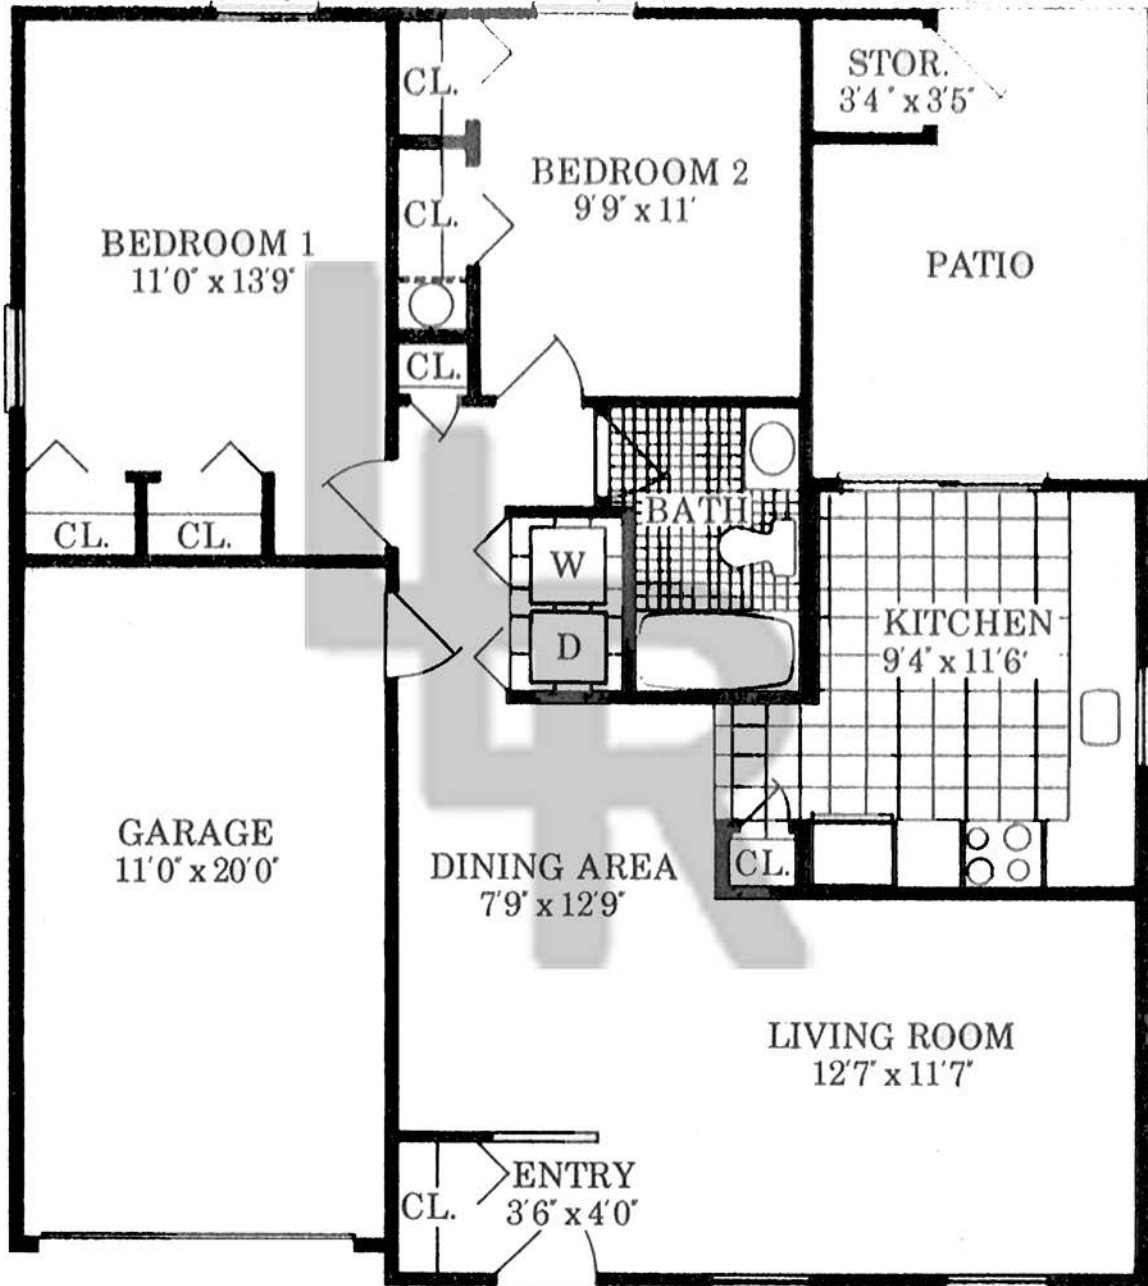 CL.
STOR.
3'4" x 3'5"
BEDROOM 2
9'9" x 11'
CL.
BEDROOM 1
11'0" x 13'9"
PATIO
CL.
CL.
CL.
BATH
W
D
KITCHEN
9'4" x 11'6'
GARAGE
11'0" x 20'0"
DINING AREA
7'9" x 12'9"
CL.
LIVING ROOM
12'7" x 11'7"
ENTRY
3'6" x 4'0"
CL.
LR